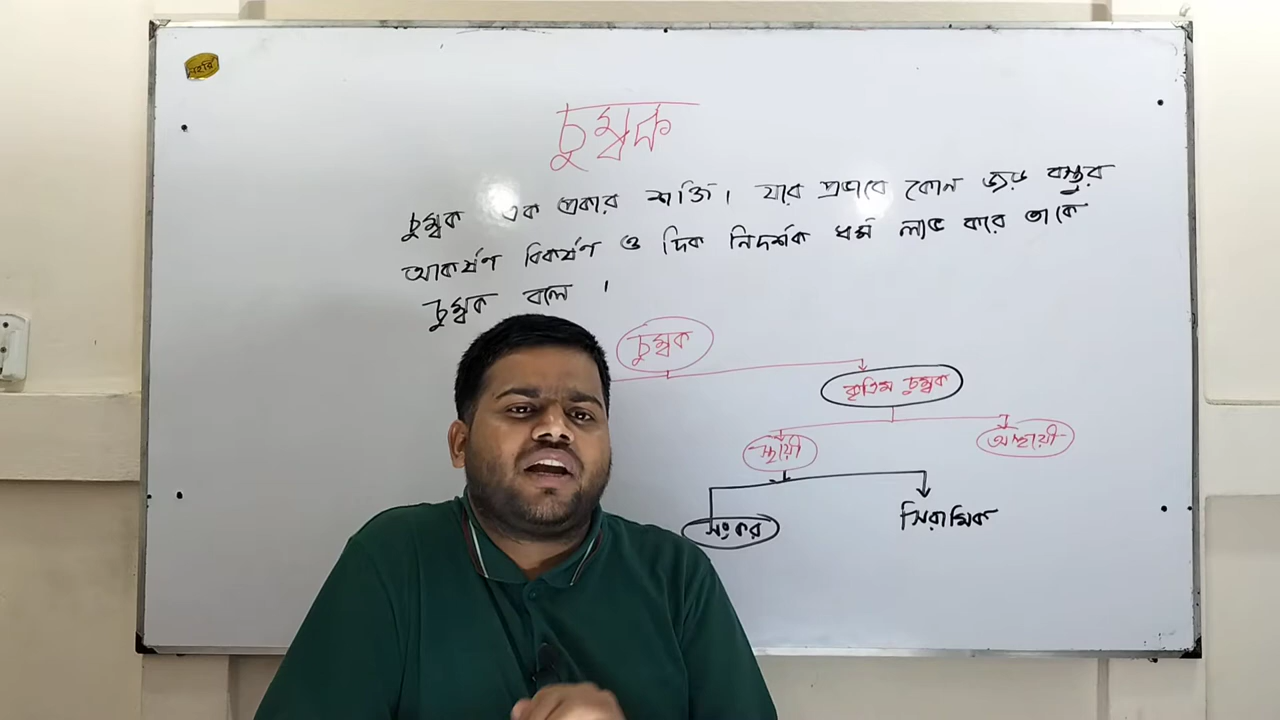 চুম্বক
চুম্বক এক প্রকার শক্তি। যার প্রভাবে কোন জড় বস্তুর
আকর্ষণ বিকর্ষণ ও দিক নিদর্শক ধর্ম লাভ করে তাকে
চুম্বক বলে ।
চুম্বক
কৃত্রিম চুম্বক
স্থায়ী
অস্থায়ী
সংকর
সিরামিক